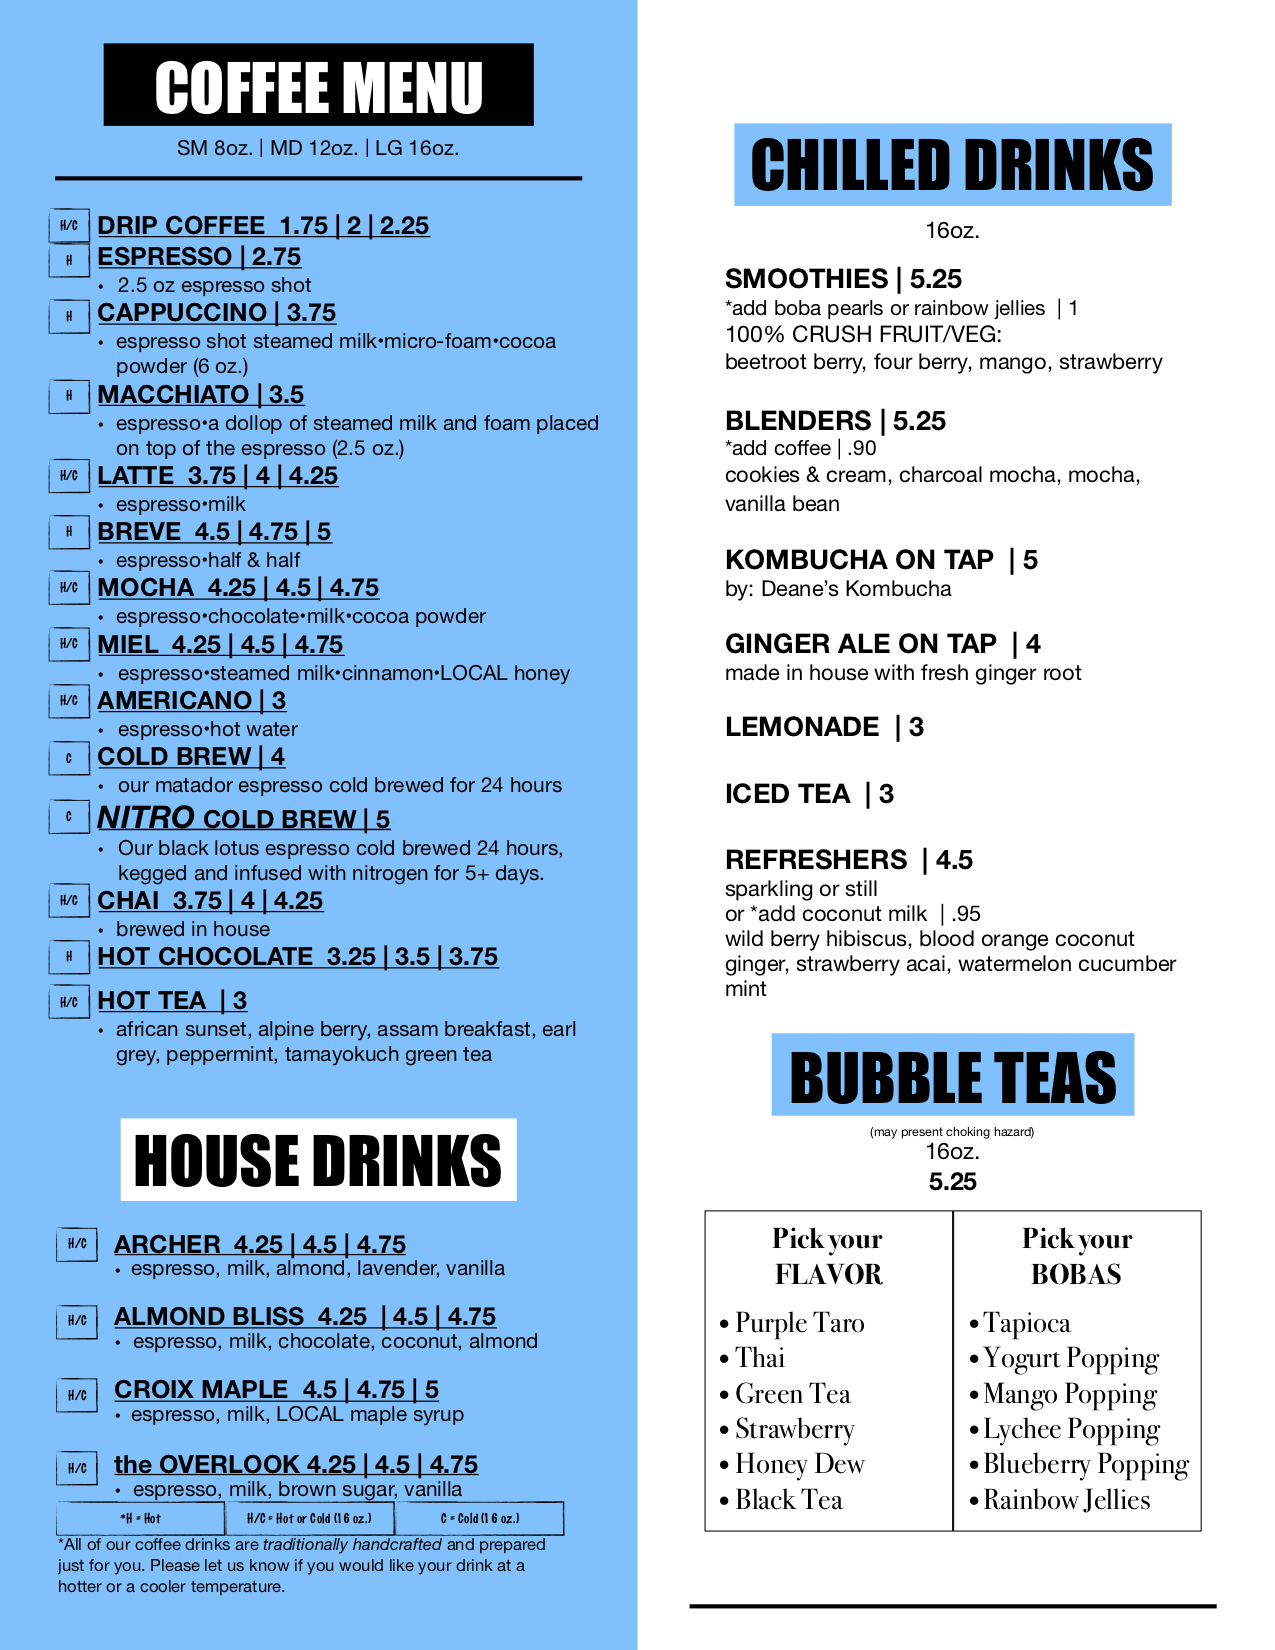 COFFEE MENU
SM 8oz. | MD 12oz. | LG 16oz.
H/C DRIP COFFEE 1.75 | 2 | 2.25
H ESPRESSO | 2.75
• 2.5 oz espresso shot
H CAPPUCCINO | 3.75
• espresso shot steamed milk•micro-foam•cocoa
powder (6 oz.)
H MACCHIATO | 3.5
• espresso•a dollop of steamed milk and foam placed
on top of the espresso (2.5 oz.)
H/C LATTE 3.75 | 4 | 4.25
• espresso•milk
H BREVE 4.5 | 4.75 | 5
• espresso•half & half
H/C MOCHA 4.25 | 4.5 | 4.75
• espresso•chocolate•milk•cocoa powder
H/C MIEL 4.25 | 4.5 | 4.75
• espresso•steamed milk•cinnamon•LOCAL honey
H/C AMERICANO | 3
• espresso•hot water
C COLD BREW | 4
• our matador espresso cold brewed for 24 hours
C NITRO COLD BREW | 5
• Our black lotus espresso cold brewed 24 hours,
kegged and infused with nitrogen for 5+ days.
H/C CHAI 3.75 | 4 | 4.25
• brewed in house
H HOT CHOCOLATE 3.25 | 3.5 | 3.75
H/C HOT TEA | 3
• african sunset, alpine berry, assam breakfast, earl
grey, peppermint, tamayokuch green tea
HOUSE DRINKS
H/C ARCHER 4.25 | 4.5 | 4.75
• espresso, milk, almond, lavender, vanilla
H/C ALMOND BLISS 4.25 | 4.5 | 4.75
• espresso, milk, chocolate, coconut, almond
H/C CROIX MAPLE 4.5 | 4.75 | 5
• espresso, milk, LOCAL maple syrup
H/C the OVERLOOK 4.25 | 4.5 | 4.75
• espresso, milk, brown sugar, vanilla
*H = Hot H/C = Hot or Cold (16 oz.) C = Cold (16 oz.)
*All of our coffee drinks are traditionally handcrafted and prepared
just for you. Please let us know if you would like your drink at a
hotter or a cooler temperature.
CHILLED DRINKS
16oz.
SMOOTHIES | 5.25
*add boba pearls or rainbow jellies | 1
100% CRUSH FRUIT/VEG:
beetroot berry, four berry, mango, strawberry
BLENDERS | 5.25
*add coffee | .90
cookies & cream, charcoal mocha, mocha,
vanilla bean
KOMBUCHA ON TAP | 5
by: Deane's Kombucha
GINGER ALE ON TAP | 4
made in house with fresh ginger root
LEMONADE | 3
ICED TEA | 3
REFRESHERS | 4.5
sparkling or still
or *add coconut milk | .95
wild berry hibiscus, blood orange coconut
ginger, strawberry acai, watermelon cucumber
mint
BUBBLE TEAS
(may present choking hazard)
16oz.
5.25
Pick your
FLAVOR
• Purple Taro
• Thai
• Green Tea
• Strawberry
• Honey Dew
• Black Tea
Pick your
BOBAS
• Tapioca
• Yogurt Popping
• Mango Popping
• Lychee Popping
• Blueberry Popping
• Rainbow Jellies